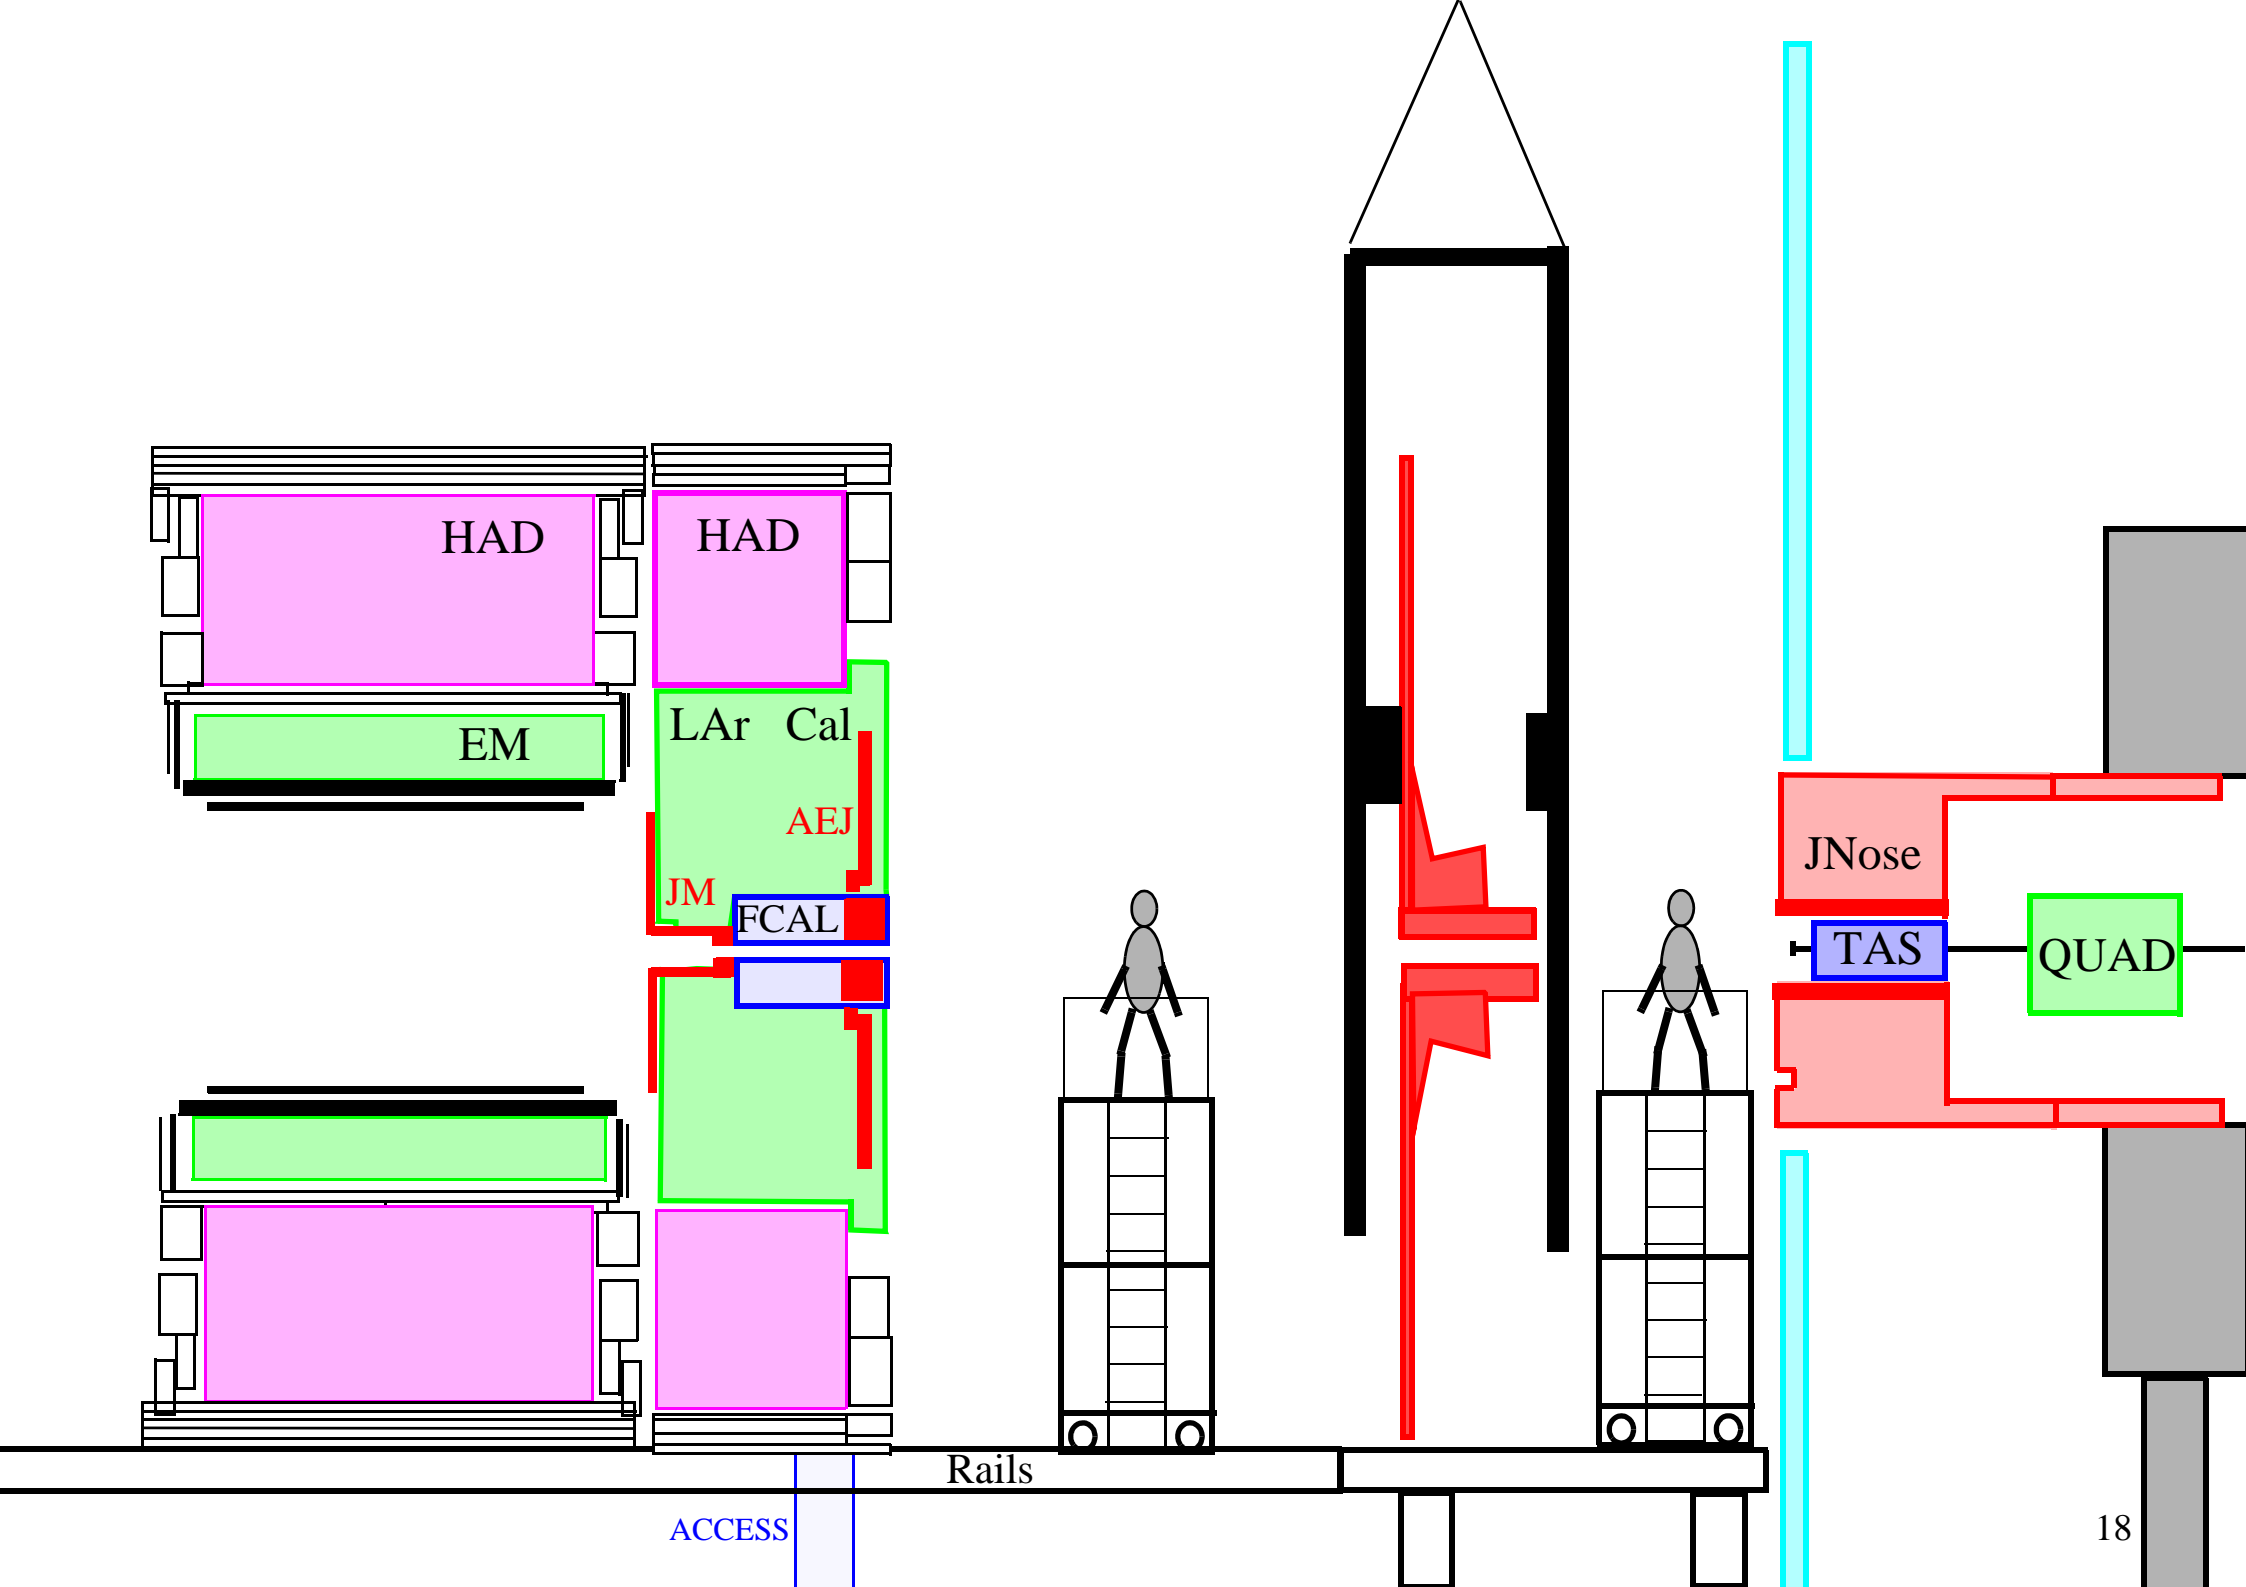 HAD
HAD
LAr Cal
EM
AEJ
JM
FCAL
JNose
TAS
QUAD
Rails
ACCESS
18